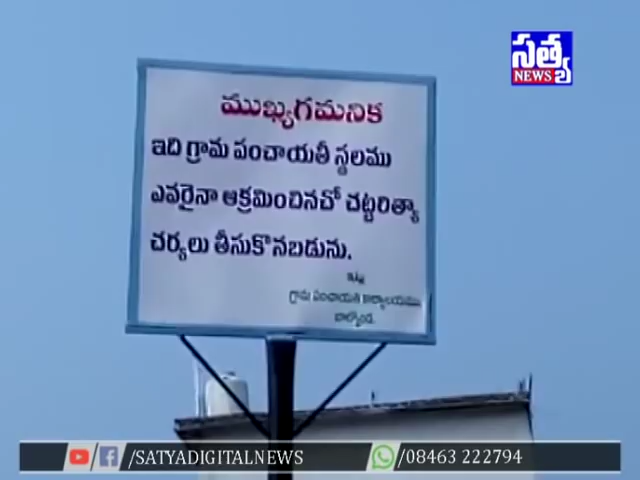 సత్య
NEWS
ముఖ్యగమనిక
ఇది గ్రామ పంచాయతీ స్థలము
ఎవరైనా ఆక్రమించినచో చట్టరిత్యా
చర్యలు తీసుకొనబడును.
ఇట్లు
గ్రామ పంచాయతి కార్యాలయము
బాల్కొండ.
/SATYADIGITALNEWS
/08463 222794